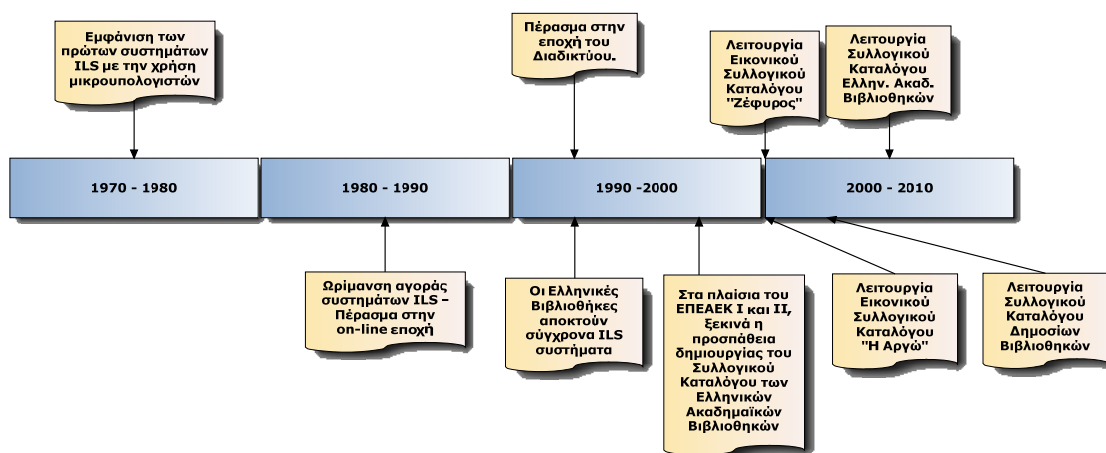 Εμφάνιση των
πρώτων συστημάτων
ILS με την χρήση
μικρουπολογιστών
Πέρασμα στην
εποχή του
Διαδικτύου.
Λειτουργία
Εικονικού
Συλλογικού
Καταλόγου
"Ζέφυρος"
Λειτουργία
Συλλογικού
Καταλόγου
Ελλην. Ακαδ.
Βιβλιοθηκών
1970 - 1980
1980 - 1990
1990 -2000
2000 - 2010
Ωρίμανση αγοράς
συστημάτων ILS –
Πέρασμα στην
on-line εποχή
Οι Ελληνικές
Βιβλιοθήκες
αποκτούν
σύγχρονα ILS
συστήματα
Στα πλαίσια του
ΕΠΕΑΕΚ Ι και ΙΙ,
ξεκινά η
προσπάθεια
δημιουργίας του
Συλλογικού
Καταλόγου των
Ελληνικών
Ακαδημαϊκών
Βιβλιοθηκών
Λειτουργία
Εικονικού
Συλλογικού
Καταλόγου
"Η Αργώ"
Λειτουργία
Συλλογικού
Καταλόγου
Δημοσίων
Βιβλιοθηκών